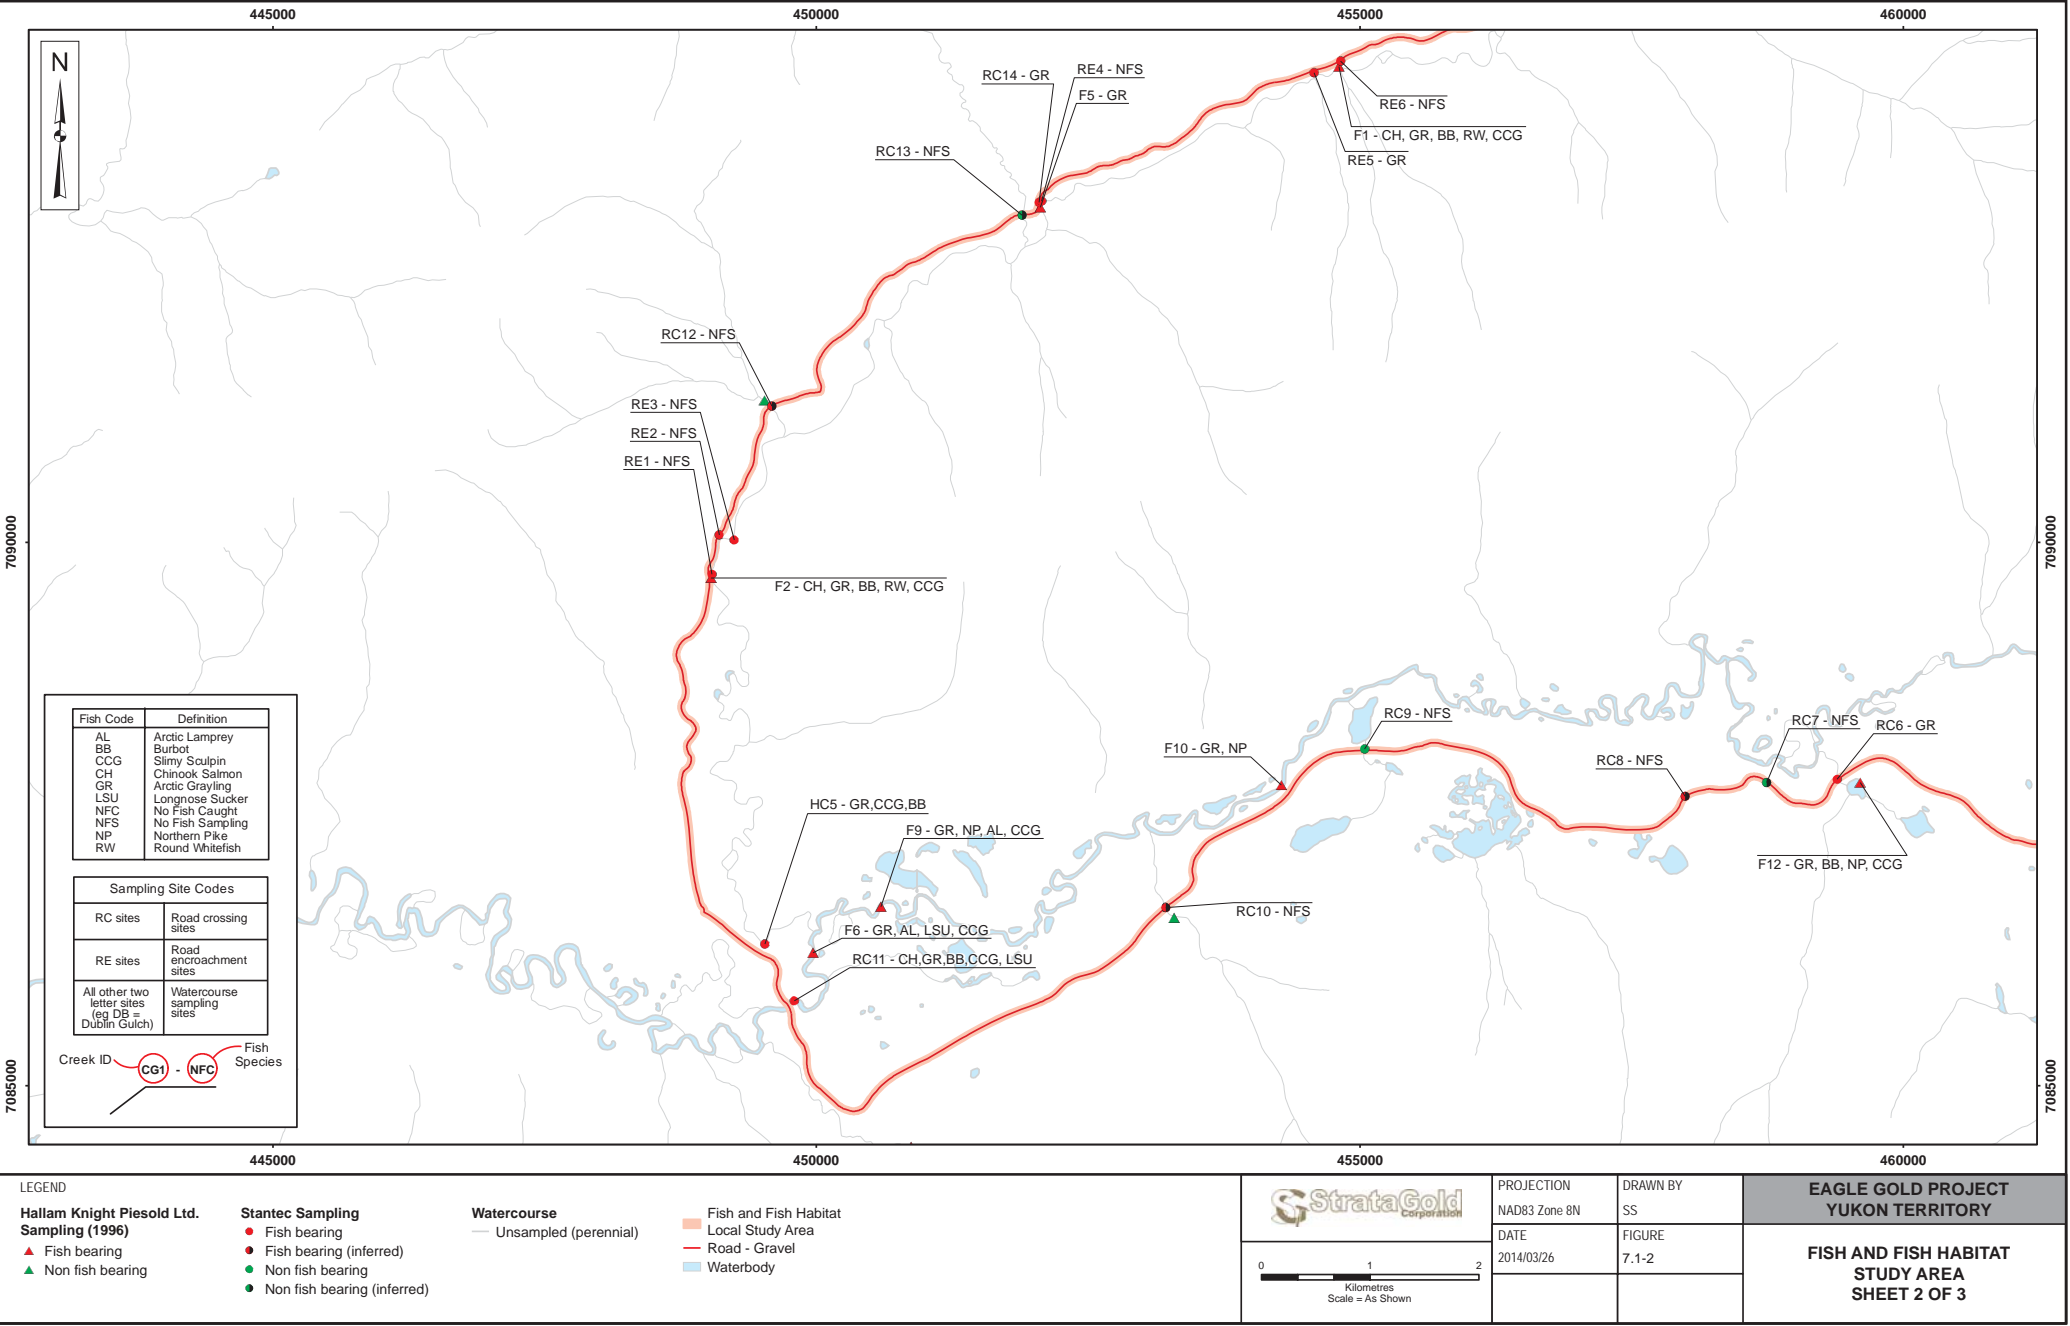 445000
450000
455000
460000
N
RC14 - GR
RE4 - NFS
F5 - GR
RE6 - NFS
F1 - CH, GR, BB, RW, CCG
RE5 - GR
RC13 - NFS
RC12 - NFS
RE3 - NFS
RE2 - NFS
RE1 - NFS
7090000
7090000
F2 - CH, GR, BB, RW, CCG
Fish Code Definition
AL Arctic Lamprey
BB Burbot
CCG Slimy Sculpin
CH Chinook Salmon
GR Arctic Grayling
LSU Longnose Sucker
NFC No Fish Caught
NFS No Fish Sampling
NP Northern Pike
RW Round Whitefish
RC9 - NFS
RC7 - NFS
RC6 - GR
F10 - GR, NP
RC8 - NFS
HC5 - GR,CCG,BB
F9 - GR, NP, AL, CCG
F12 - GR, BB, NP, CCG
RC10 - NFS
F6 - GR, AL, LSU, CCG
RC11 - CH,GR,BB,CCG, LSU
Sampling Site Codes
RC sites Road crossing
sites
RE sites Road
encroachment
sites
All other two
letter sites
(eg DB =
Dublin Gulch)
Watercourse
sampling
sites
Creek ID
CG1 - NFC
Fish
Species
7085000
7085000
445000
450000
455000
460000
LEGEND
Hallam Knight Piesold Ltd.
Sampling (1996)
Fish bearing
Non fish bearing
Stantec Sampling
Fish bearing
Fish bearing (inferred)
Non fish bearing
Non fish bearing (inferred)
Watercourse
Unsampled (perennial)
Fish and Fish Habitat
Local Study Area
Road - Gravel
Waterbody
StrataGold
Corporation
0 1 2
Kilometres
Scale = As Shown
PROJECTION
NAD83 Zone 8N
DRAWN BY
SS
DATE
2014/03/26
FIGURE
7.1-2
EAGLE GOLD PROJECT
YUKON TERRITORY
FISH AND FISH HABITAT
STUDY AREA
SHEET 2 OF 3